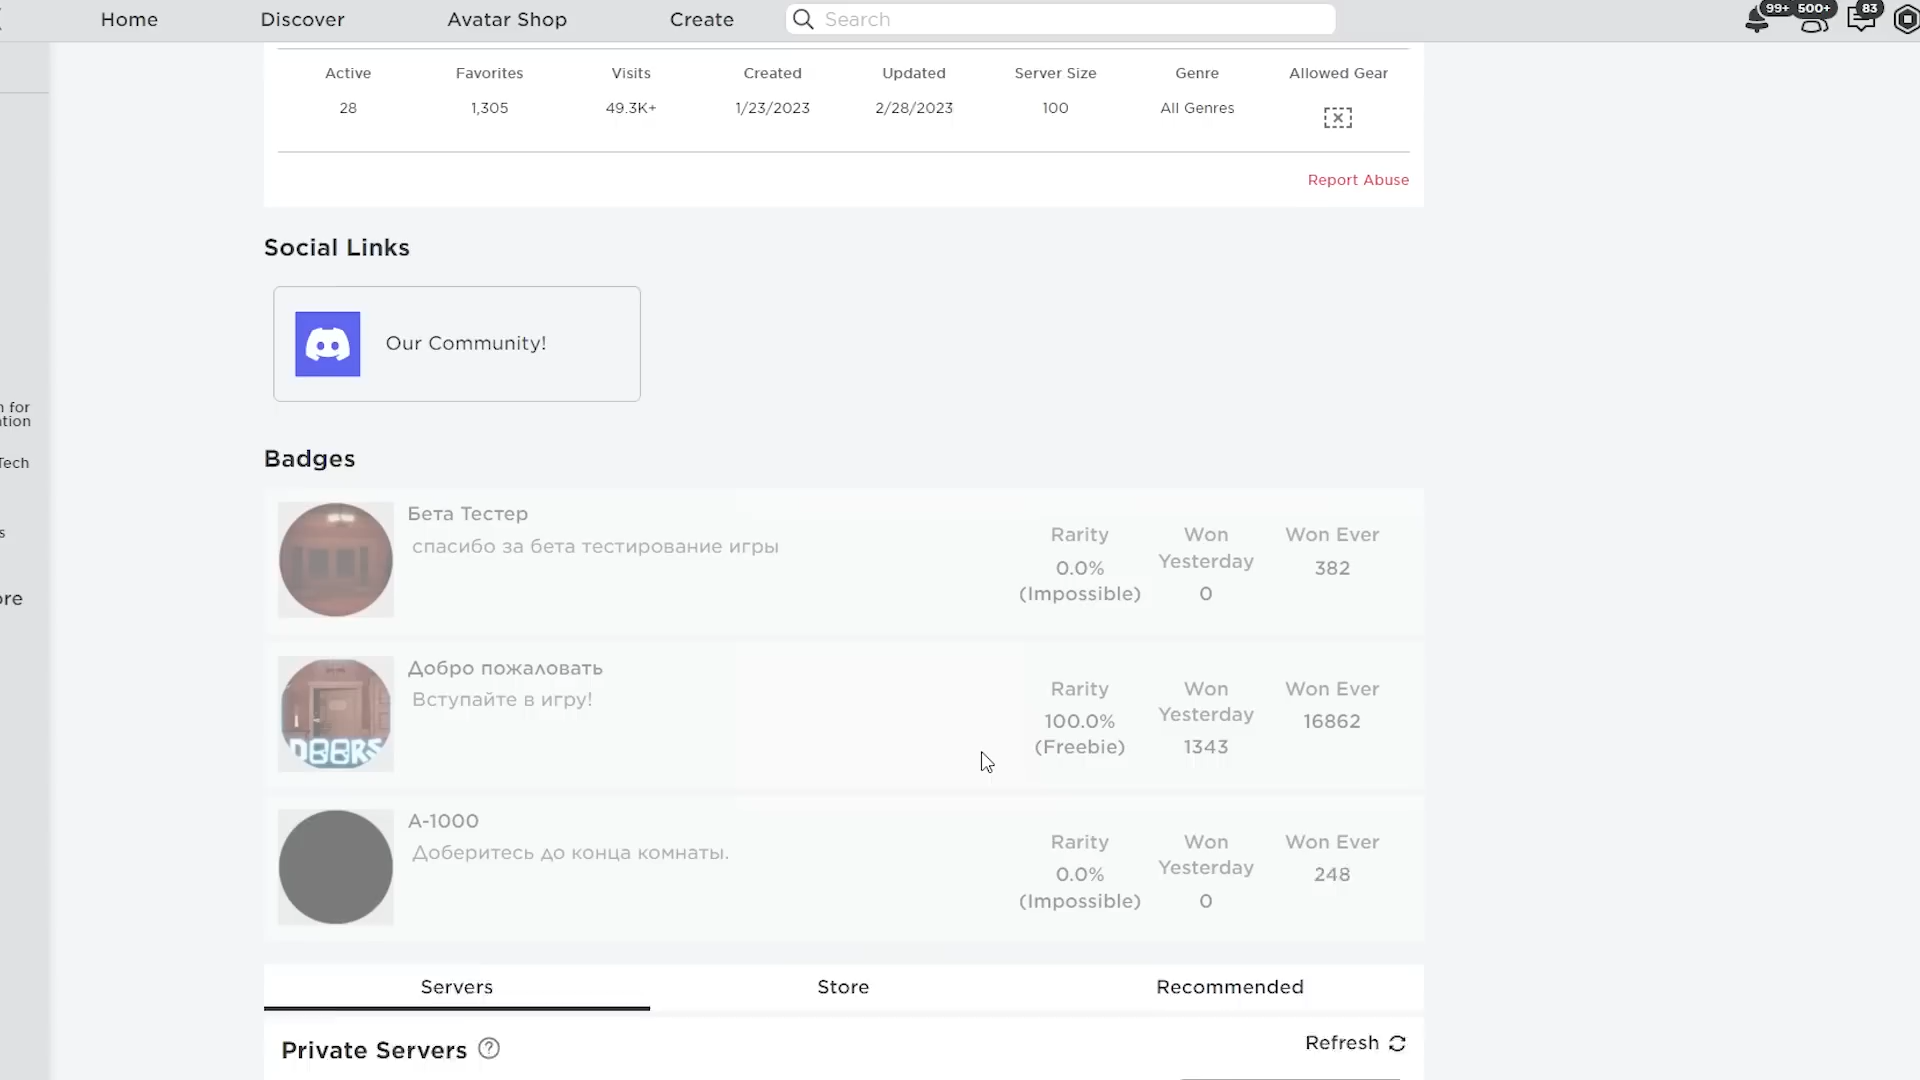 Home Discover Avatar Shop Create Search 99+ 500+ 83
Active Favorites Visits Created Updated Server Size Genre Allowed Gear
28 1,305 49.3K+ 1/23/2023 2/28/2023 100 All Genres
Report Abuse
Social Links
Our Community!
Badges
Бета Тестер
спасибо за бета тестирование игры
Rarity Won Won Ever
Yesterday
0.0% 382
(Impossible) 0
DOORS
Добро пожаловать
Вступайте в игру!
Rarity Won Won Ever
Yesterday
100.0% 16862
(Freebie) 1343
A-1000
Доберитесь до конца комнаты.
Rarity Won Won Ever
Yesterday
0.0% 248
(Impossible) 0
Servers Store Recommended
Private Servers Refresh
for
Tech